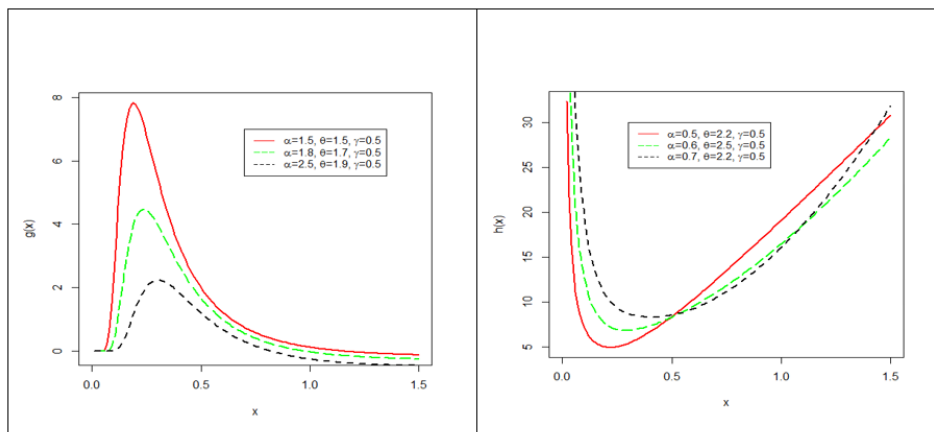 g(x)
8
6
4
2
0
α=1.5, θ=1.5, γ=0.5
α=1.8, θ=1.7, γ=0.5
α=2.5, θ=1.9, γ=0.5
0.0 0.5 1.0 1.5
x
h(x)
30
25
20
15
10
5
α=0.5, θ=2.2, γ=0.5
α=0.6, θ=2.5, γ=0.5
α=0.7, θ=2.2, γ=0.5
0.0 0.5 1.0 1.5
x